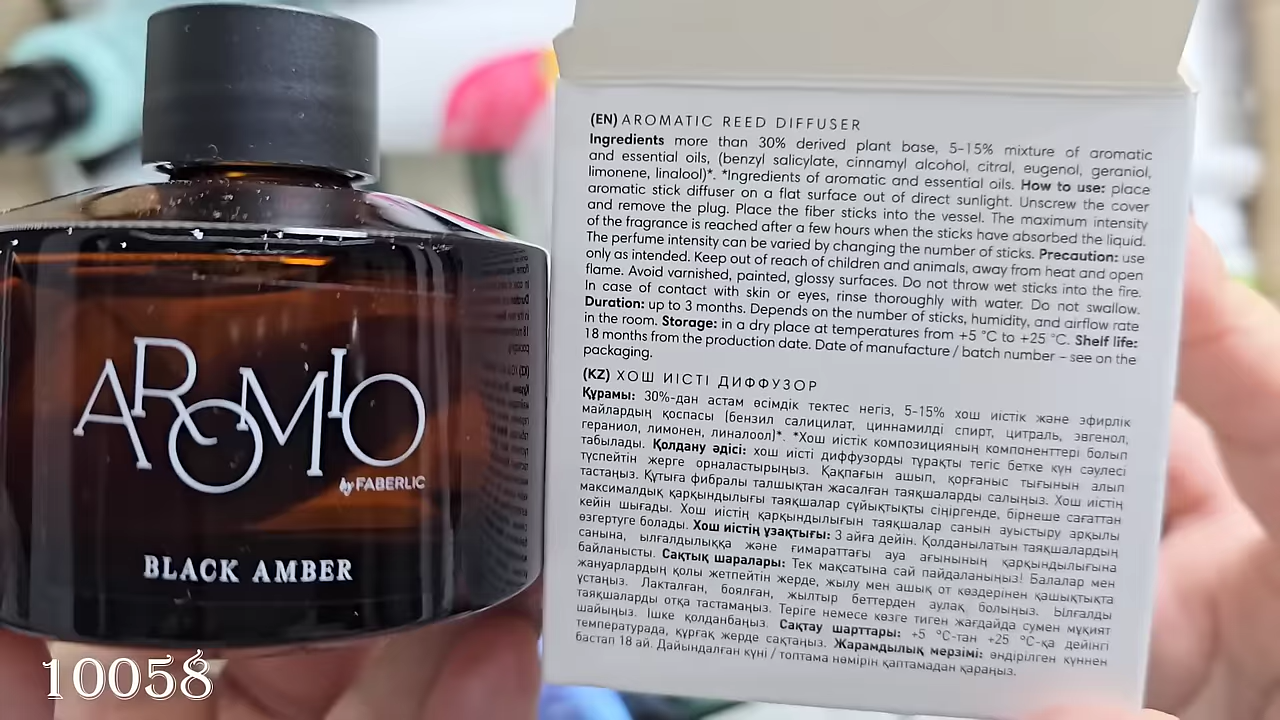 AROMIO
by FABERLIC
BLACK AMBER
10058
(EN) AROMATIC REED DIFFUSER
Ingredients more than 30% derived plant base, 5-15% mixture of aromatic
and essential oils, (benzyl salicylate, cinnamyl alcohol, citral, eugenol, geraniol,
limonene, linalool)*. *Ingredients of aromatic and essential oils. How to use: place
aromatic stick diffuser on a flat surface out of direct sunlight. Unscrew the cover
and remove the plug. Place the fiber sticks into the vessel. The maximum intensity
of the fragrance is reached after a few hours when the sticks have absorbed the liquid.
The perfume intensity can be varied by changing the number of sticks. Precaution: use
only as intended. Keep out of reach of children and animals, away from heat and open
flame. Avoid varnished, painted, glossy surfaces. Do not throw wet sticks into the fire.
In case of contact with skin or eyes, rinse thoroughly with water. Do not swallow.
Duration: up to 3 months. Depends on the number of sticks, humidity, and airflow rate
in the room. Storage: in a dry place at temperatures from +5 °C to +25 °C. Shelf life:
18 months from the production date. Date of manufacture / batch number – see on the
packaging.
(KZ) ХОШ ИІСТІ ДИФФУЗОР
Құрамы: 30%-дан астам өсімдік тектес негіз, 5-15% хош иістік және эфирлік
майлардың қоспасы (бензил салицилат, циннамилді спирт, цитраль, эвгенол,
гераниол, лимонен, линалоол)*. *Хош иістік композицияның компоненттері болып
табылады. Қолдану әдісі: хош иісті диффузорды тұрақты тегіс бетке күн сәулесі
түспейтін жерге орналастырыңыз. Қақпағын ашып, қорғаныс тығынын алып
тастаңыз. Құтыға фибралы талшықтан жасалған таяқшаларды салыңыз. Хош иістің
максималдық қарқындылығы таяқшалар сұйықтықты сіңіргенде, бірнеше сағаттан
кейін шығады. Хош иістің қарқындылығын таяқшалар санын ауыстыру арқылы
өзгертуге болады. Хош иістің ұзақтығы: 3 айға дейін. Қолданылатын таяқшалардың
санына, ылғалдылыққа және ғимараттағы ауа ағынының қарқындылығына
байланысты. Сақтық шаралары: Тек мақсатына сай пайдаланыңыз! Балалар мен
жануарлардың қолы жетпейтін жерде, жылу мен ашық от көздерінен қашықтықта
ұстаңыз. Лакталған, боялған, жылтыр беттерден аулақ болыңыз. Ылғалды
таяқшаларды отқа тастамаңыз. Теріге немесе көзге тиген жағдайда сумен мұқият
шайыңыз. Ішке қолданбаңыз. Сақтау шарттары: +5 °C-тан +25 °C-қа дейінгі
температурада, құрғақ жерде сақтаңыз. Жарамдылық мерзімі: өндірілген күннен
бастап 18 ай. Дайындалған күні / топтама нөмірін қаптамадан қараңыз.